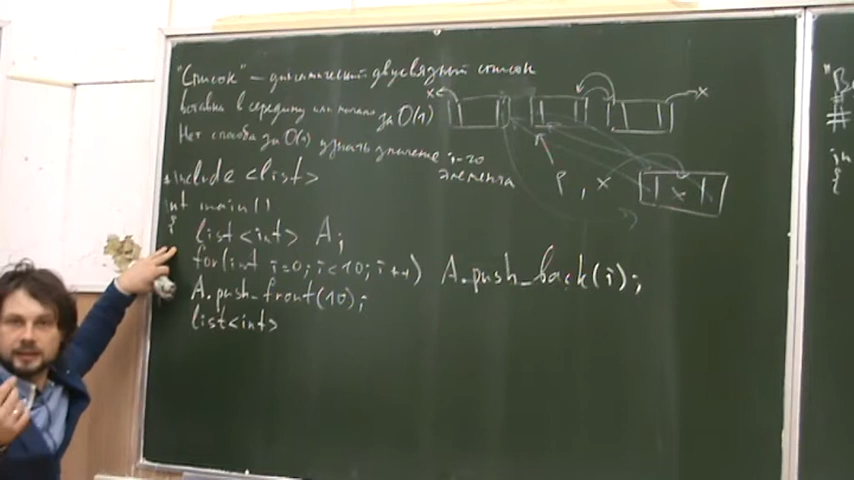 "Список" – динамический двусвязный список
вставка в середину или начало за O(1)
Нет способа за O(1) узнать значение i-го
элемента
P, x
x
x
x
#include <list>
int main()
{
list<int> A;
for(int i=0; i<10; i++) A.push_back(i);
A.push_front(10);
list<int>
#
in
{